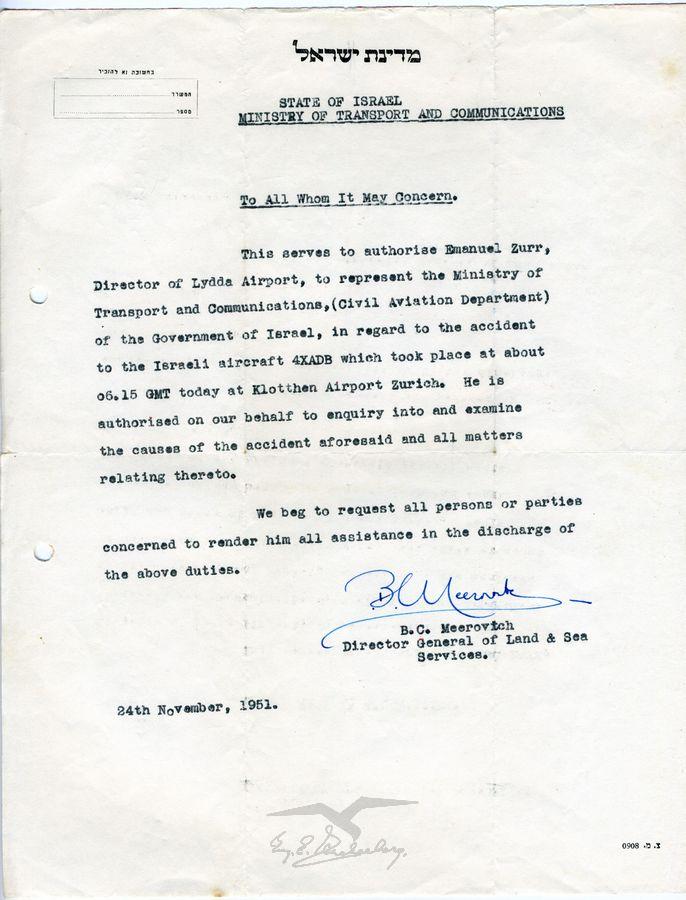 מדינת ישראל
בתשובה נא להזכיר
המשרד
מספר
STATE OF ISRAEL
MINISTRY OF TRANSPORT AND COMMUNICATIONS
To All Whom It May Concern.
This serves to authorise Emanuel Zurr,
Director of Lydda Airport, to represent the Ministry of
Transport and Communications,(Civil Aviation Department)
of the Government of Israel, in regard to the accident
to the Israeli aircraft 4XADB which took place at about
o6.15 GMT today at Klotthen Airport Zurich. He is
authorised on our behalf to enquiry into and examine
the causes of the accident aforesaid and all matters
relating thereto.
We beg to request all persons or parties
concerned to render him all assistance in the discharge of
the above duties.
B.C. Meerovitch
B.C. Meerovich
Director General of Land & Sea
Services.
24th November, 1951.
צ. מ. 0908